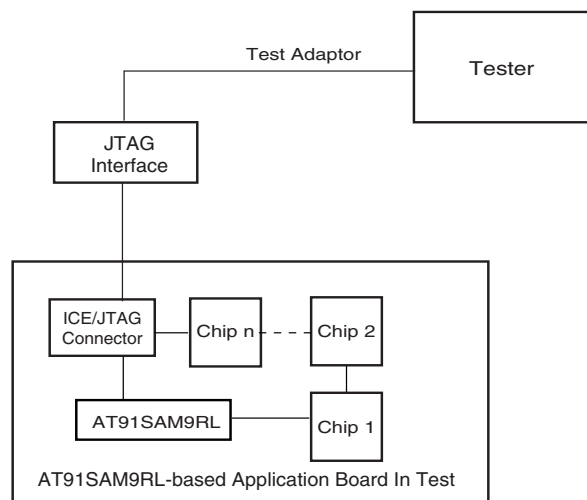 Test Adaptor
Tester
JTAG
Interface
ICE/JTAG
Connector
Chip n
Chip 2
AT91SAM9RL
Chip 1
AT91SAM9RL-based Application Board In Test